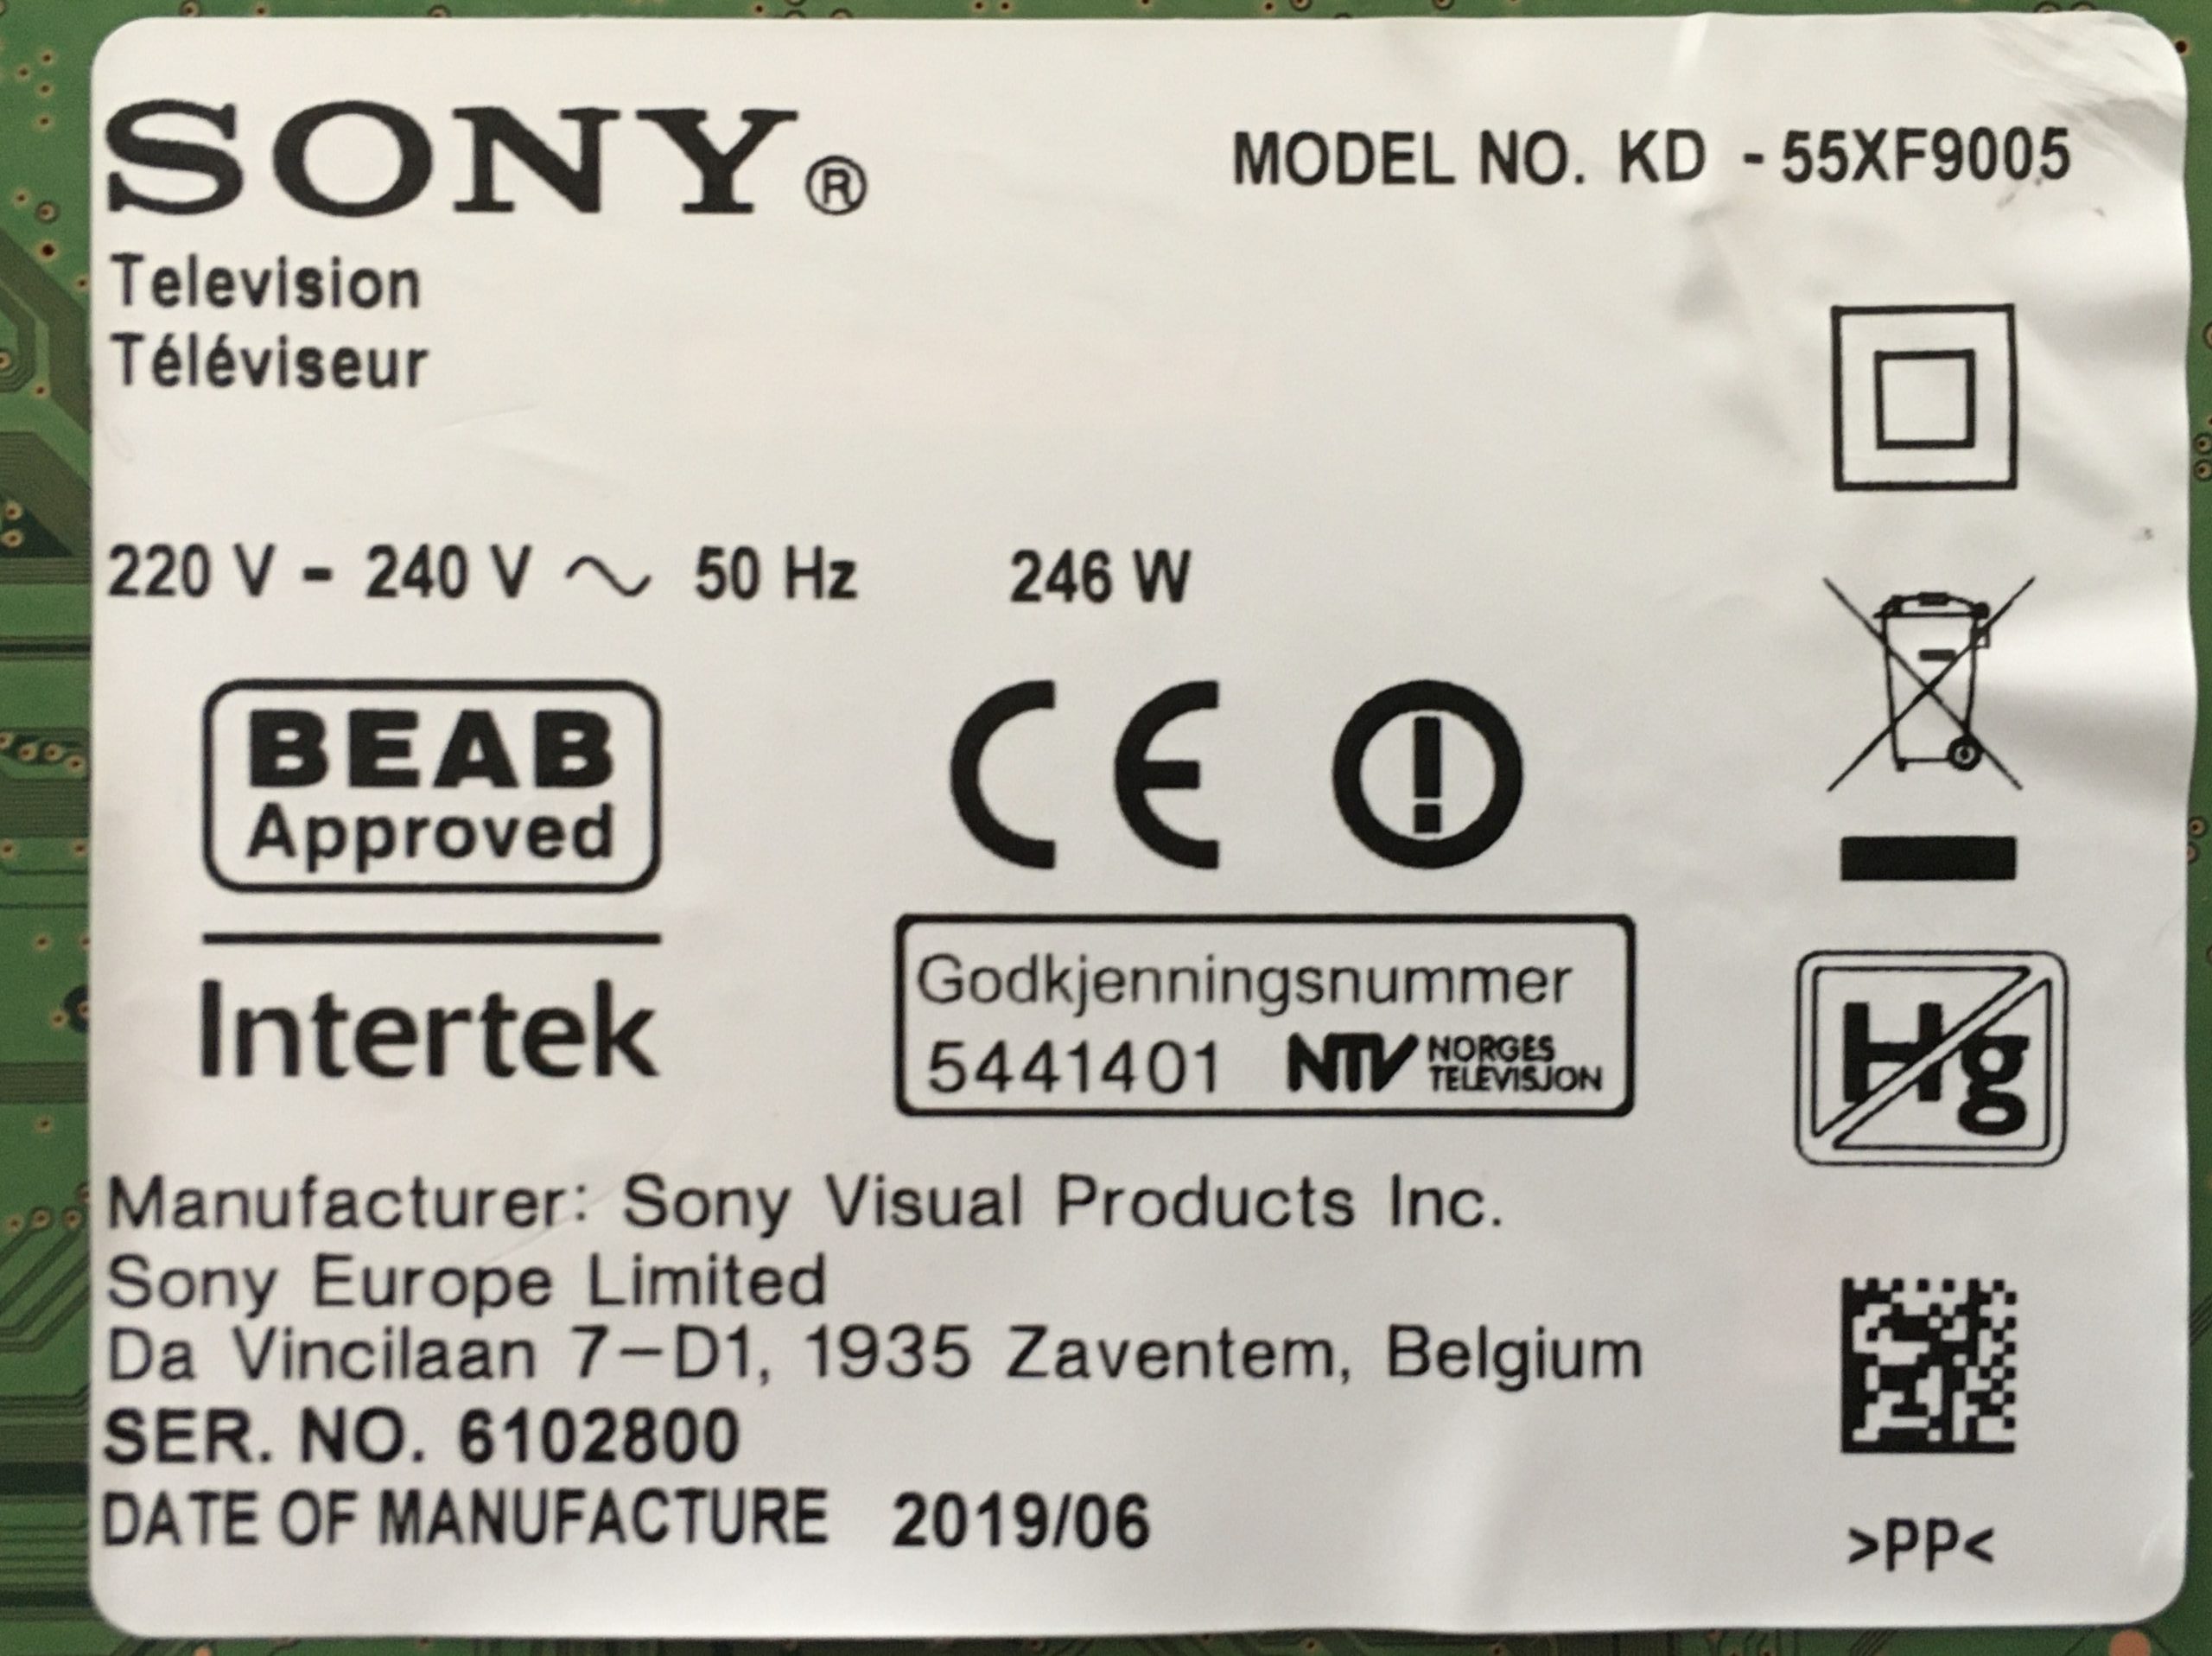 SONY®
MODEL NO. KD - 55XF9005
Television
Téléviseur
220 V - 240 V ~ 50 Hz 246 W
BEAB
Approved
Intertek
CE
Godkjenningsnummer
5441401 NTV NORGES
TELEVISJON
Hg
Manufacturer: Sony Visual Products Inc.
Sony Europe Limited
Da Vincilaan 7-D1, 1935 Zaventem, Belgium
SER. NO. 6102800
DATE OF MANUFACTURE 2019/06
>PP<